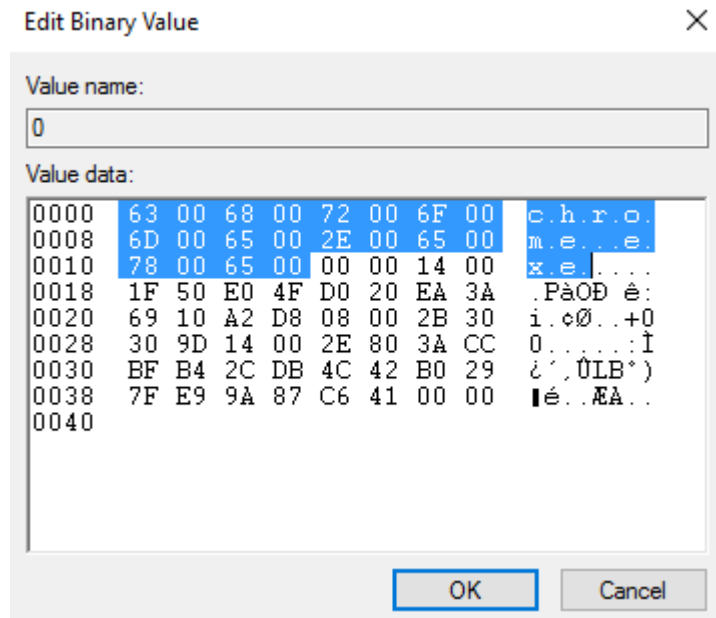 Edit Binary Value
Value name:
0
Value data:
0000 63 00 68 00 72 00 6F 00 c.h.r.o.
0008 6D 00 65 00 2E 00 65 00 m.e...e.
0010 78 00 65 00 00 00 14 00 x.e.....
0018 1F 50 E0 4F D0 20 EA 3A .PàOÐ ê:
0020 69 10 A2 D8 08 00 2B 30 i.¢Ø..+0
0028 30 9D 14 00 2E 80 3A CC 0.....:Ì
0030 BF B4 2C DB 4C 42 B0 29 ¿´,ÛLB°)
0038 7F E9 9A 87 C6 41 00 00 ▮é..ÆA..
0040
OK Cancel